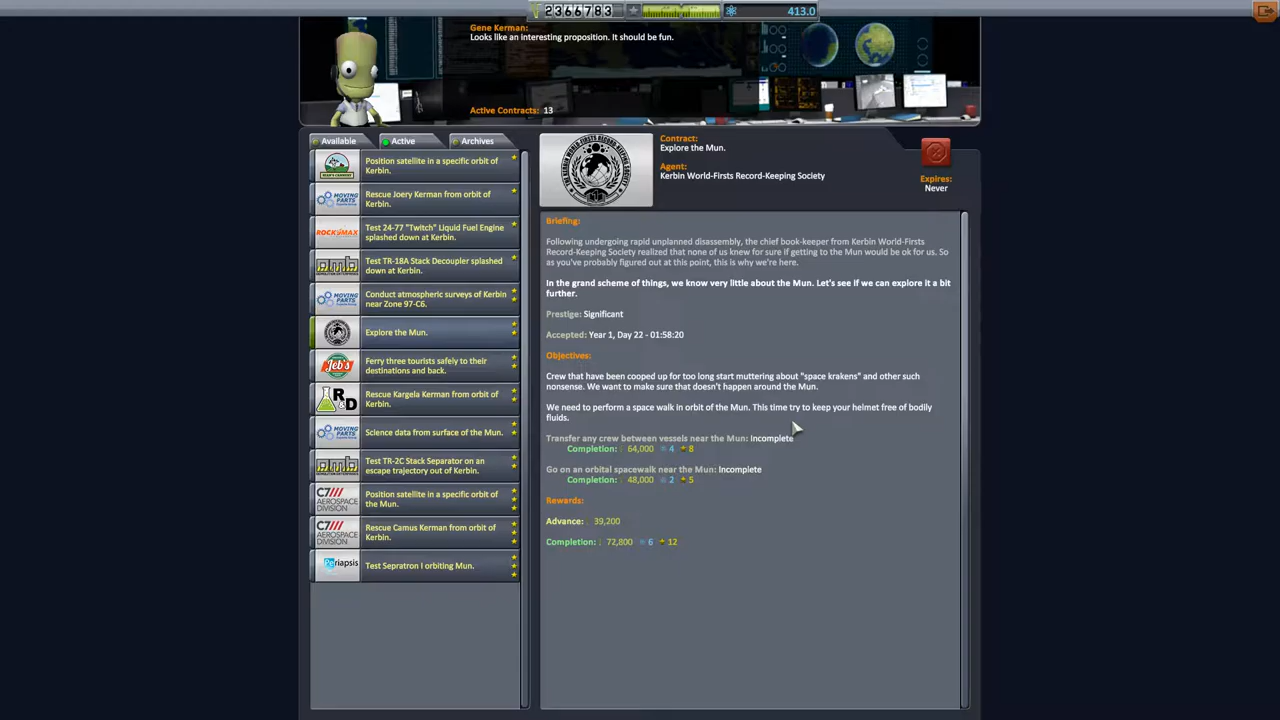 2366783
413.0
Gene Kerman:
Looks like an interesting proposition. It should be fun.
Active Contracts: 13
Available
Active
Archives
Position satellite in a specific orbit of
Kerbin.
MOVING
PARTS
Rescue Joery Kerman from orbit of
Kerbin.
ROCKOMAX
Test 24-77 "Twitch" Liquid Fuel Engine
splashed down at Kerbin.
Test TR-18A Stack Decoupler splashed
down at Kerbin.
MOVING
PARTS
Conduct atmospheric surveys of Kerbin
near Zone 97-C6.
Explore the Mun.
Jeb's
Ferry three tourists safely to their
destinations and back.
R&D
Rescue Kargela Kerman from orbit of
Kerbin.
MOVING
PARTS
Science data from surface of the Mun.
Test TR-2C Stack Separator on an
escape trajectory out of Kerbin.
C7
AEROSPACE
DIVISION
Position satellite in a specific orbit of
the Mun.
C7
AEROSPACE
DIVISION
Rescue Camus Kerman from orbit of
Kerbin.
Periapsis
Test Sepratron I orbiting Mun.
Contract:
Explore the Mun.
Agent:
Kerbin World-Firsts Record-Keeping Society
Expires:
Never
Briefing:
Following undergoing rapid unplanned disassembly, the chief book-keeper from Kerbin World-Firsts
Record-Keeping Society realized that none of us knew for sure if getting to the Mun would be ok for us. So
as you've probably figured out at this point, this is why we're here.
In the grand scheme of things, we know very little about the Mun. Let's see if we can explore it a bit
further.
Prestige: Significant
Accepted: Year 1, Day 22 - 01:58:20
Objectives:
Crew that have been cooped up for too long start muttering about "space krakens" and other such
nonsense. We want to make sure that doesn't happen around the Mun.
We need to perform a space walk in orbit of the Mun. This time try to keep your helmet free of bodily
fluids.
Transfer any crew between vessels near the Mun: Incomplete
Completion: 64,000 4 8
Go on an orbital spacewalk near the Mun: Incomplete
Completion: 48,000 2 5
Rewards:
Advance: 39,200
Completion: 72,800 6 12